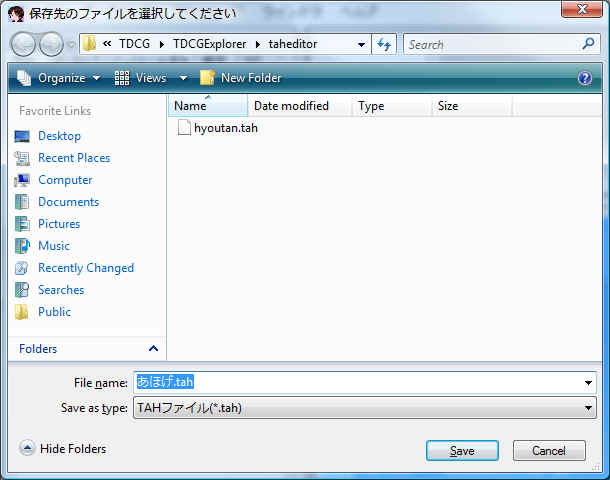 保存先のファイルを選択してください
« TDCG TDCGExplorer taheditor Search
Organize Views New Folder
Favorite Links
Desktop
Recent Places
Computer
Documents
Pictures
Music
Recently Changed
Searches
Public
Folders
Name Date modified Type Size
hyoutan.tah
File name: あほげ.tah
Save as type: TAHファイル(*.tah)
Hide Folders Save Cancel